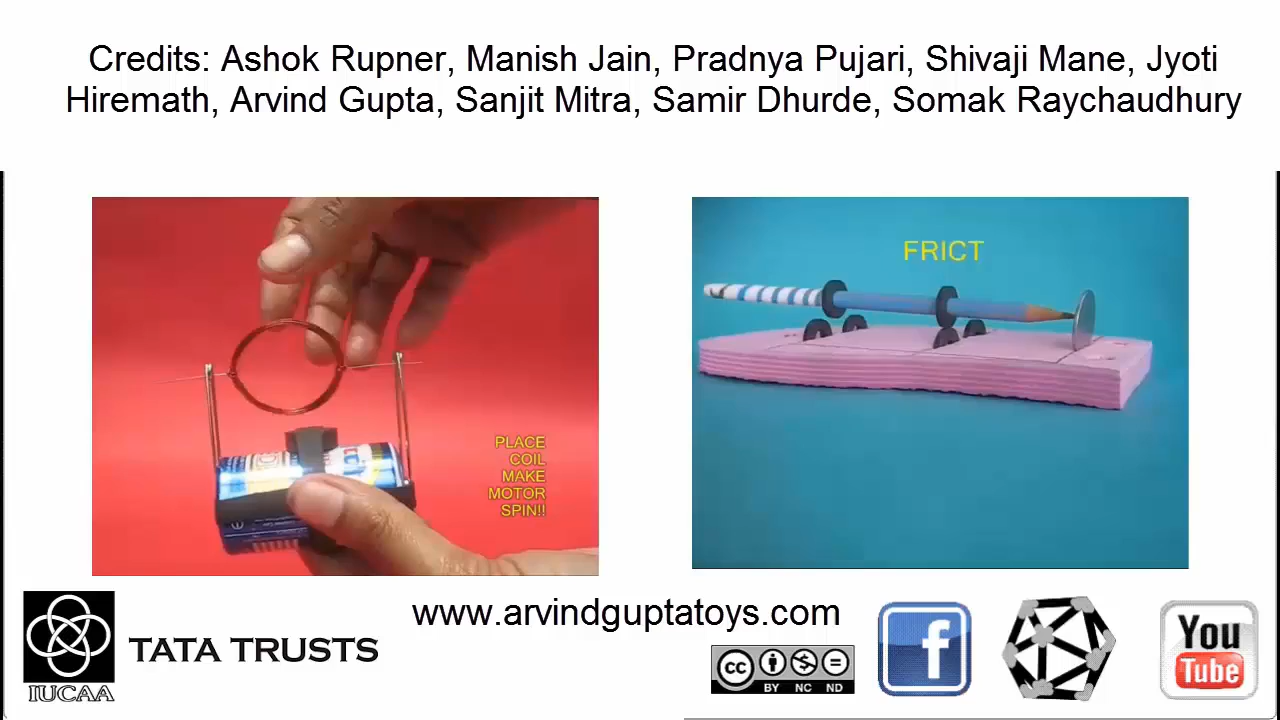 Credits: Ashok Rupner, Manish Jain, Pradnya Pujari, Shivaji Mane, Jyoti
Hiremath, Arvind Gupta, Sanjit Mitra, Samir Dhurde, Somak Raychaudhury
PLACE
COIL
MAKE
MOTOR
SPIN!!
FRICT
www.arvindguptatoys.com
IUCAA
TATA TRUSTS
cc
BY NC ND
f
You
Tube